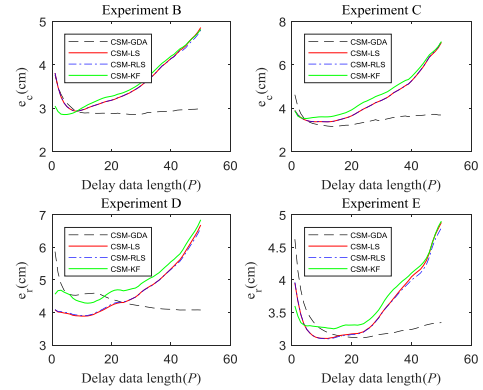 Experiment B
5
4
3
2
e_c(cm)
CSM-GDA
CSM-LS
CSM-RLS
CSM-KF
0 20 40 60
Delay data length(P)
Experiment C
8
6
4
2
e_c(cm)
CSM-GDA
CSM-LS
CSM-RLS
CSM-KF
0 20 40 60
Delay data length(P)
Experiment D
7
6
5
4
3
e_r(cm)
CSM-GDA
CSM-LS
CSM-RLS
CSM-KF
0 20 40 60
Delay data length(P)
Experiment E
5
4.5
4
3.5
3
e_r(cm)
CSM-GDA
CSM-LS
CSM-RLS
CSM-KF
0 20 40 60
Delay data length(P)